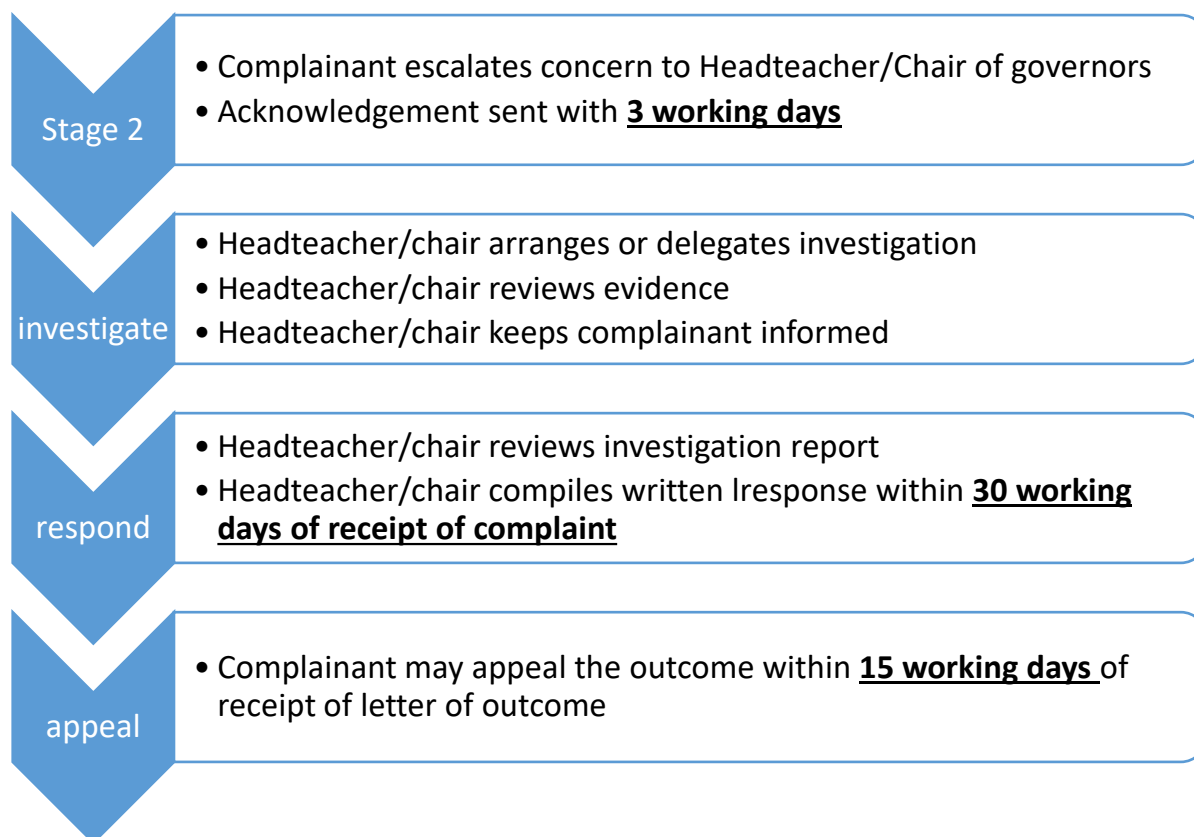 Stage 2
• Complainant escalates concern to Headteacher/Chair of governors
• Acknowledgement sent with 3 working days
investigate
• Headteacher/chair arranges or delegates investigation
• Headteacher/chair reviews evidence
• Headteacher/chair keeps complainant informed
respond
• Headteacher/chair reviews investigation report
• Headteacher/chair compiles written lresponse within 30 working
days of receipt of complaint
appeal
• Complainant may appeal the outcome within 15 working days of
receipt of letter of outcome